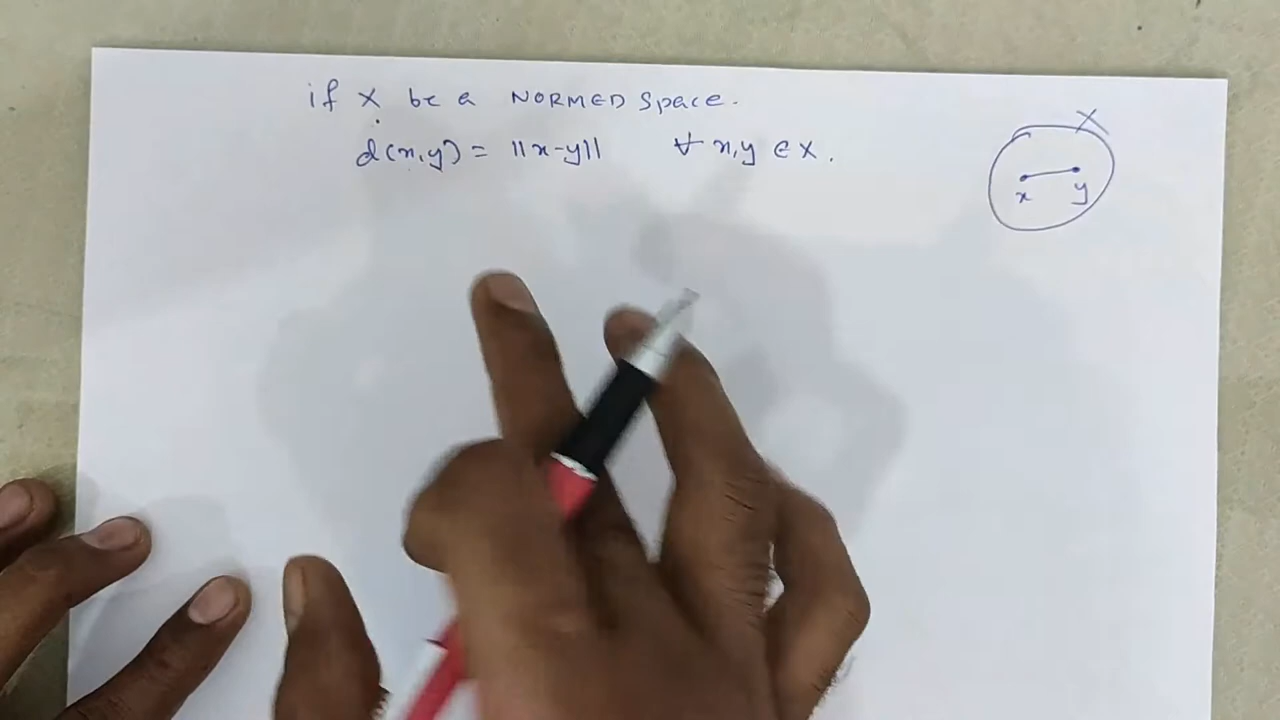 if X be a NORMED Space.
d(x,y) = ||x-y|| ∀ x,y ∈ X.
X
x y